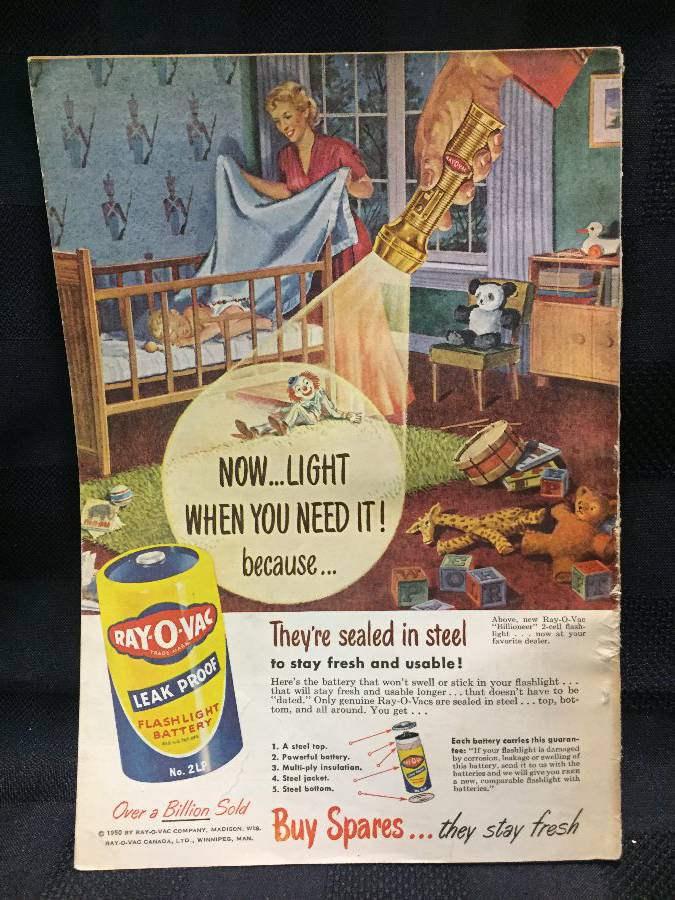 RAY-O-VAC
NOW...LIGHT
WHEN YOU NEED IT!
because...
RAY-O-VAC
TRADE MARK
LEAK PROOF
FLASHLIGHT
BATTERY
No. 2LP
They're sealed in steel
to stay fresh and usable!
Above, new Ray-O-Vac
"Billioneer" 2-cell flash-
light . . . now at your
favorite dealer.
Here's the battery that won't swell or stick in your flashlight . . .
that will stay fresh and usable longer . . . that doesn't have to be
"dated." Only genuine Ray-O-Vacs are sealed in steel . . . top, bot-
tom, and all around. You get . . .
1. A steel top.
2. Powerful battery.
3. Multi-ply insulation.
4. Steel jacket.
5. Steel bottom.
RAY-O-VAC
Each battery carries this guaran-
tee: "If your flashlight is damaged
by corrosion, leakage or swelling of
this battery, send it to us with the
batteries and we will give you FREE
a new, comparable flashlight with
batteries."
Over a Billion Sold
© 1950 BY RAY-O-VAC COMPANY, MADISON, WIS.
RAY-O-VAC CANADA, LTD., WINNIPEG, MAN.
Buy Spares... they stay fresh